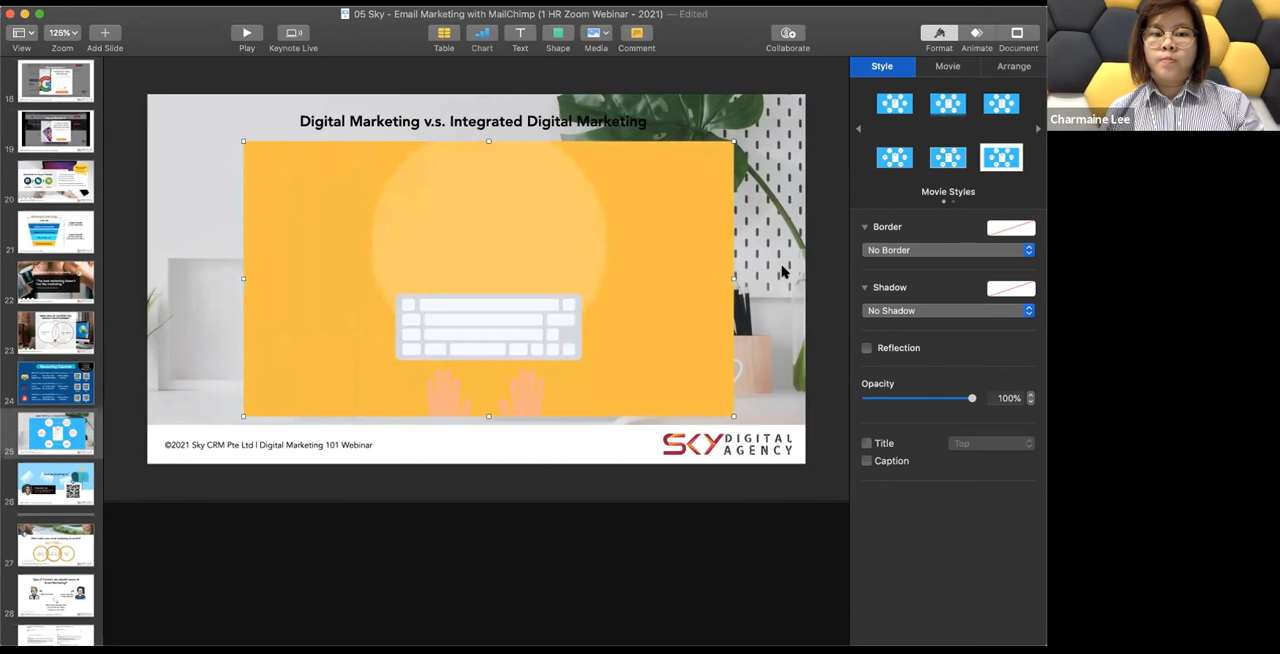 05 Sky - Email Marketing with MailChimp (1 HR Zoom Webinar - 2021) — Edited
125%
View
Zoom
Add Slide
Play
Keynote Live
Table
Chart
Text
Shape
Media
Comment
Collaborate
Format
Animate
Document
Style
Movie
Arrange
18
19
20
21
22
23
24
25
26
27
28
Digital Marketing v.s. Integrated Digital Marketing
©2021 Sky CRM Pte Ltd | Digital Marketing 101 Webinar
SKY DIGITAL
AGENCY
Movie Styles
Border
No Border
Shadow
No Shadow
Reflection
Opacity
100%
Title
Top
Caption
Charmaine Lee